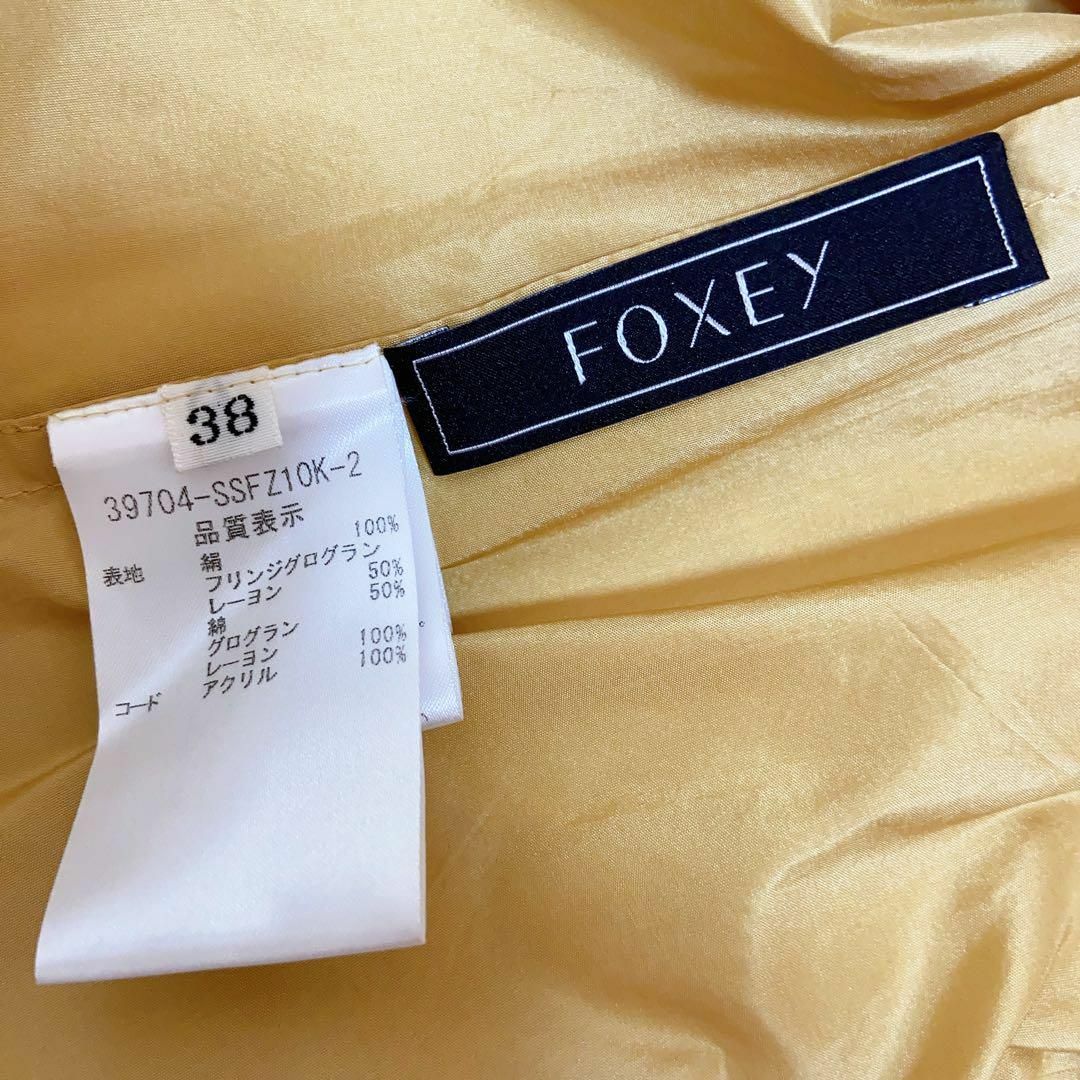 FOXEY
38
39704-SSFZ10K-2
品質表示
表地 絹 100%
フリンジグログラン
レーヨン 50%
綿 50%
グログラン
レーヨン 100%
コード アクリル 100%